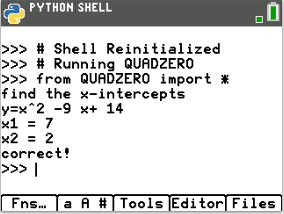 PYTHON SHELL
>>> # Shell Reinitialized
>>> # Running QUADZERO
>>> from QUADZERO import *
find the x-intercepts
y=x^2 -9 x+ 14
x1 = 7
x2 = 2
correct!
>>> |
Fns… a A # Tools Editor Files